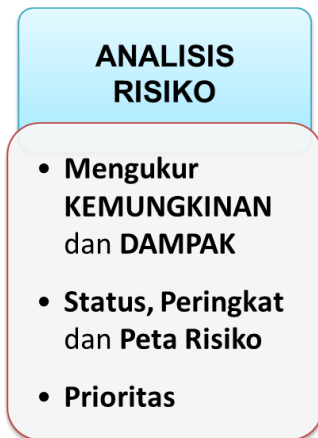 ANALISIS
RISIKO
• Mengukur
KEMUNGKINAN
dan DAMPAK
• Status, Peringkat
dan Peta Risiko
• Prioritas